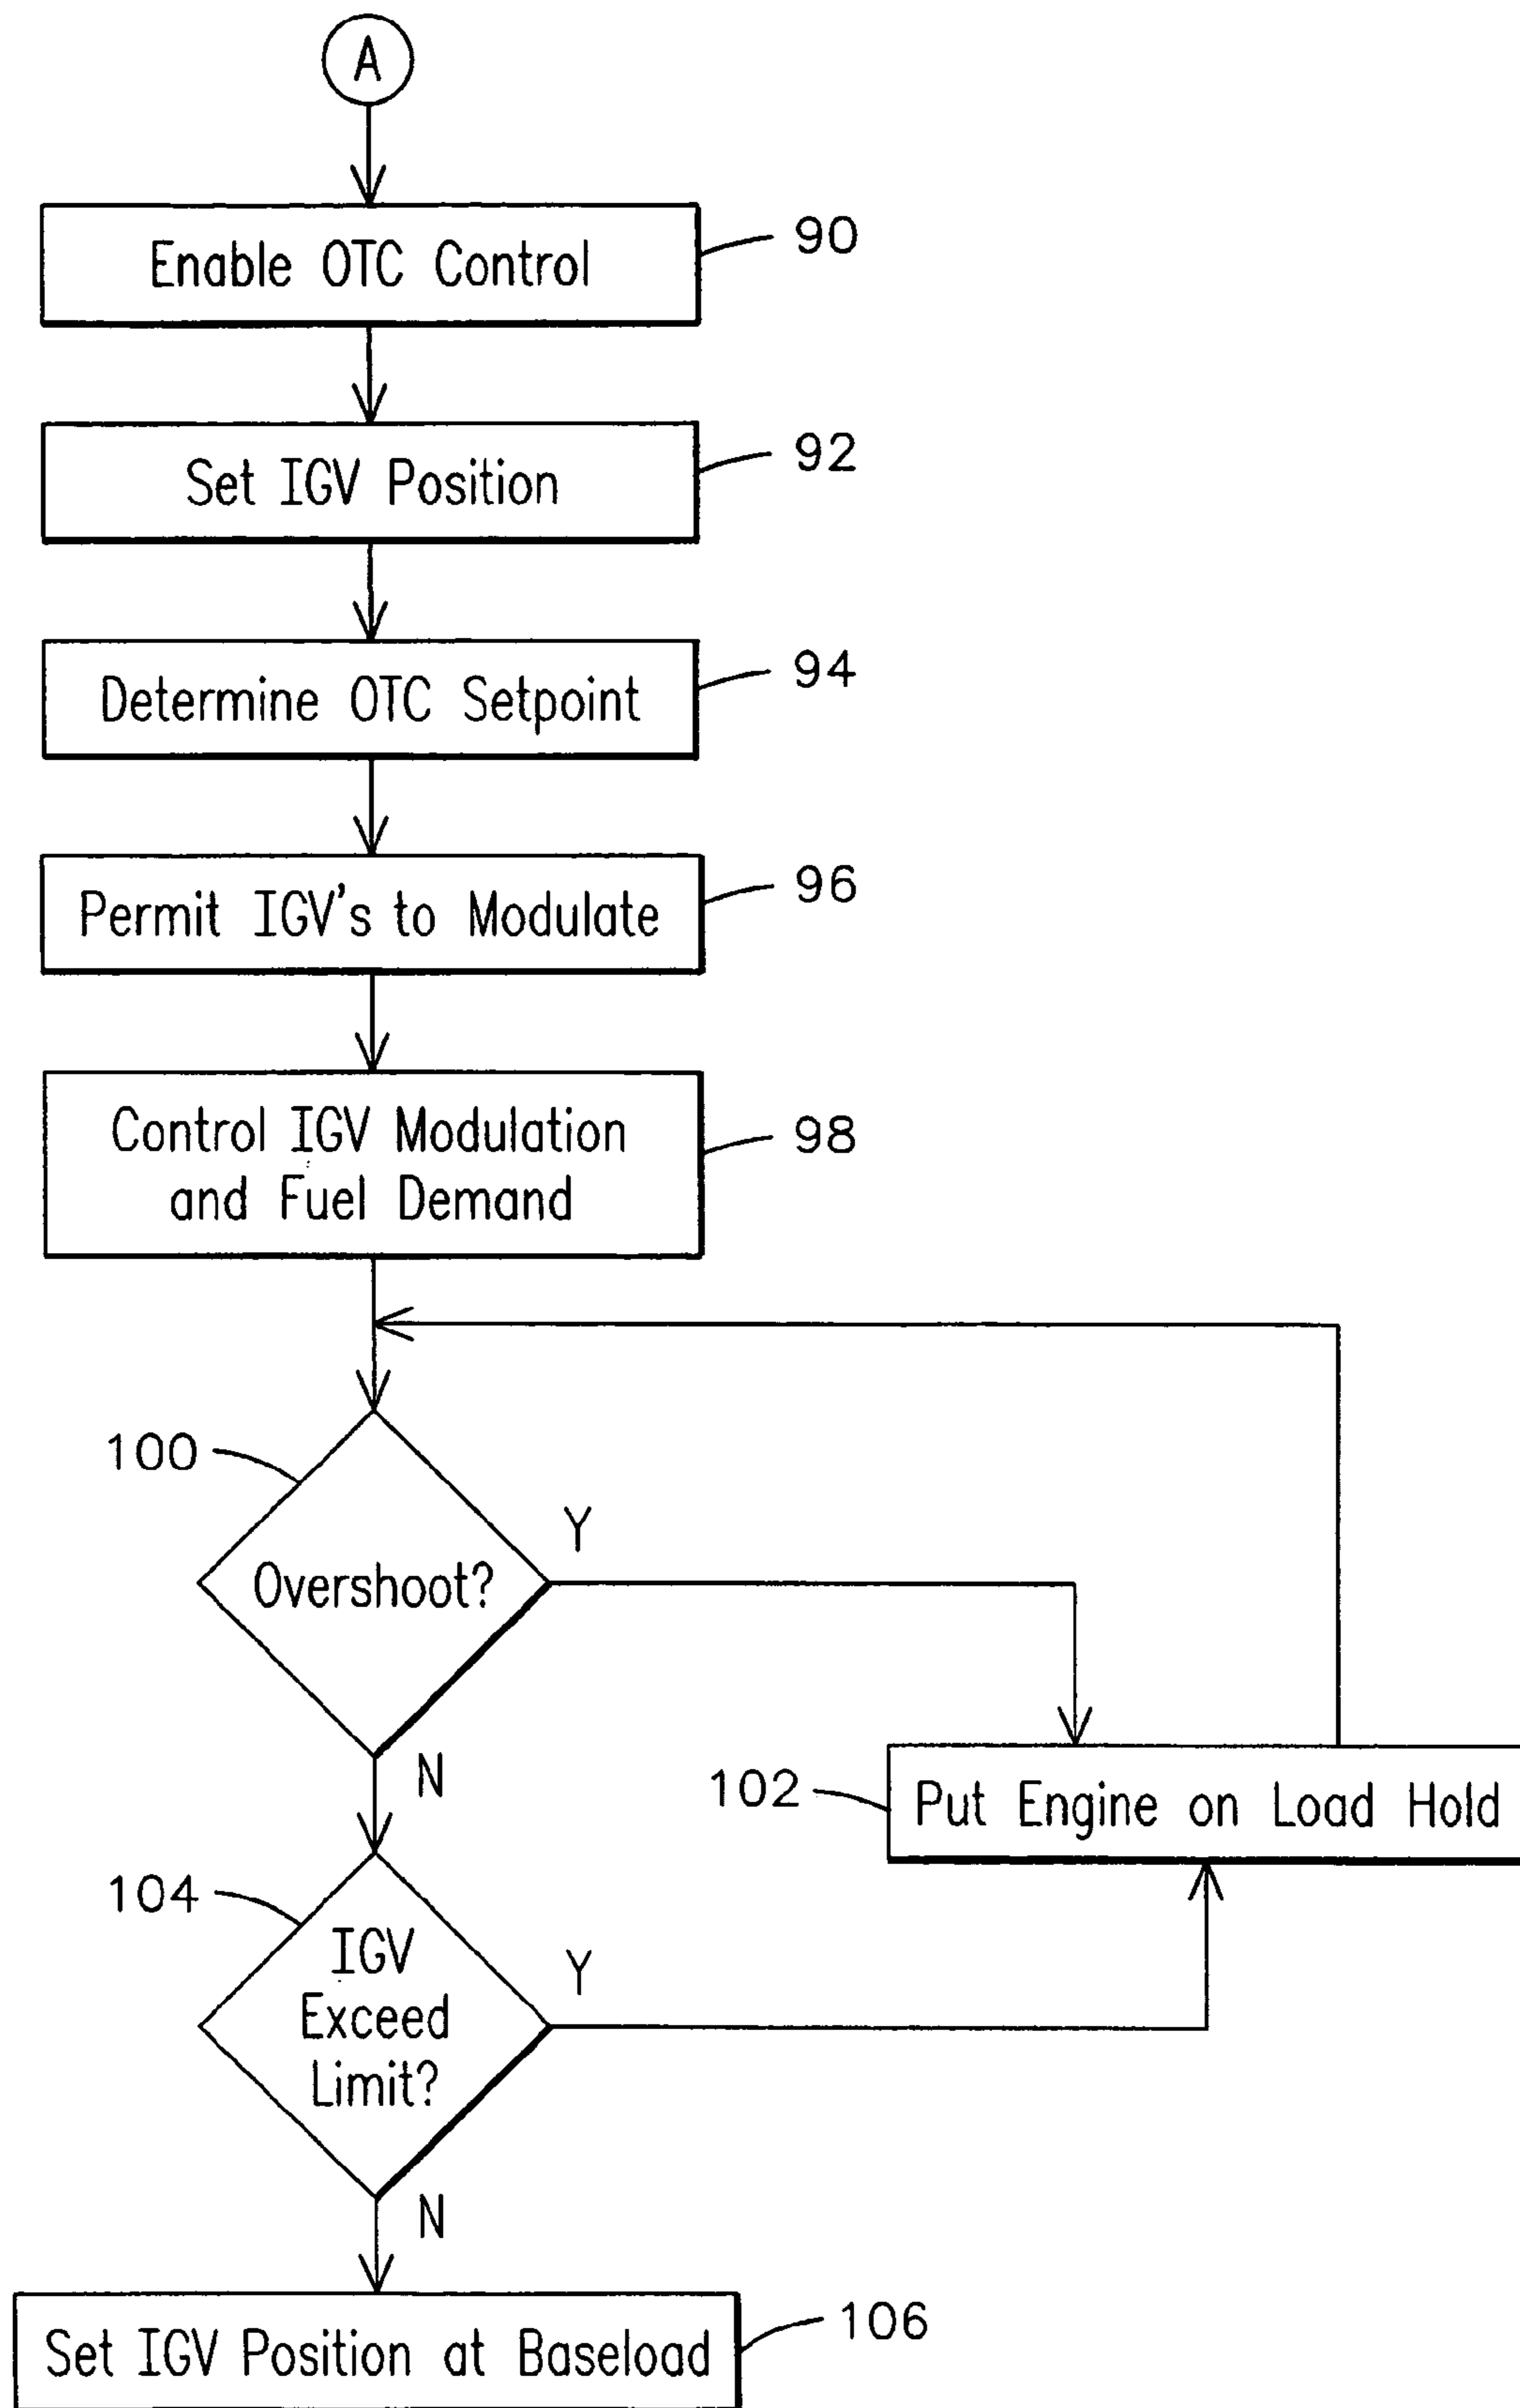 A
Enable OTC Control
90
Set IGV Position
92
Determine OTC Setpoint
94
Permit IGV's to Modulate
96
Control IGV Modulation
and Fuel Demand
98
100
Overshoot?
Y
N
102
Put Engine on Load Hold
104
IGV
Exceed
Limit?
Y
N
Set IGV Position at Baseload
106